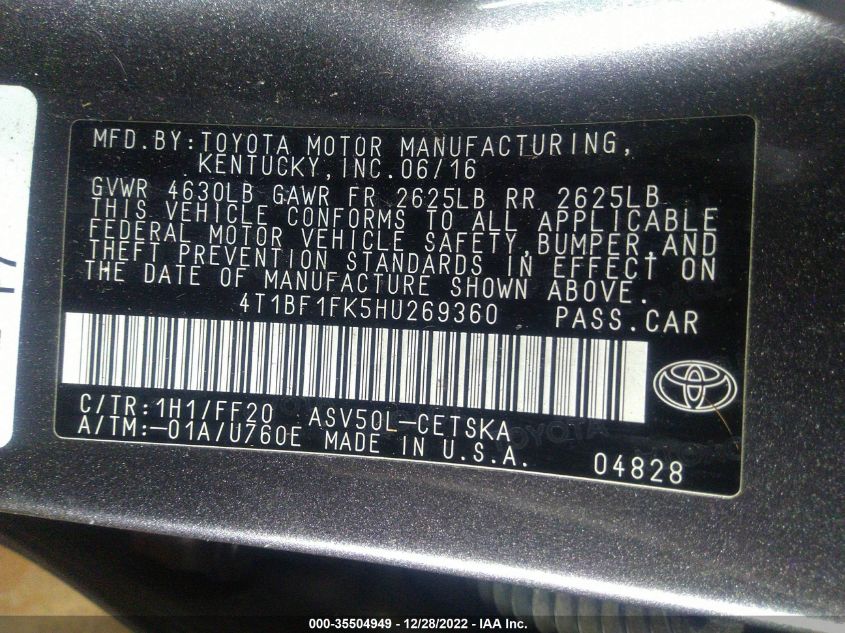 MFD.BY:TOYOTA MOTOR MANUFACTURING,
KENTUCKY,INC.06/16
GVWR 4630LB GAWR FR 2625LB RR 2625LB
THIS VEHICLE CONFORMS TO ALL APPLICABLE
FEDERAL MOTOR VEHICLE SAFETY,BUMPER,AND
THEFT PREVENTION STANDARDS IN EFFECT ON
THE DATE OF MANUFACTURE SHOWN ABOVE.
4T1BF1FK5HU269360 PASS.CAR
C/TR:1H1/FF20 ASV50L-CETSKA
A/TM:-01A/U760E MADE IN U.S.A.
TOYOTA
04828
000-35504949 - 12/28/2022 - IAA Inc.